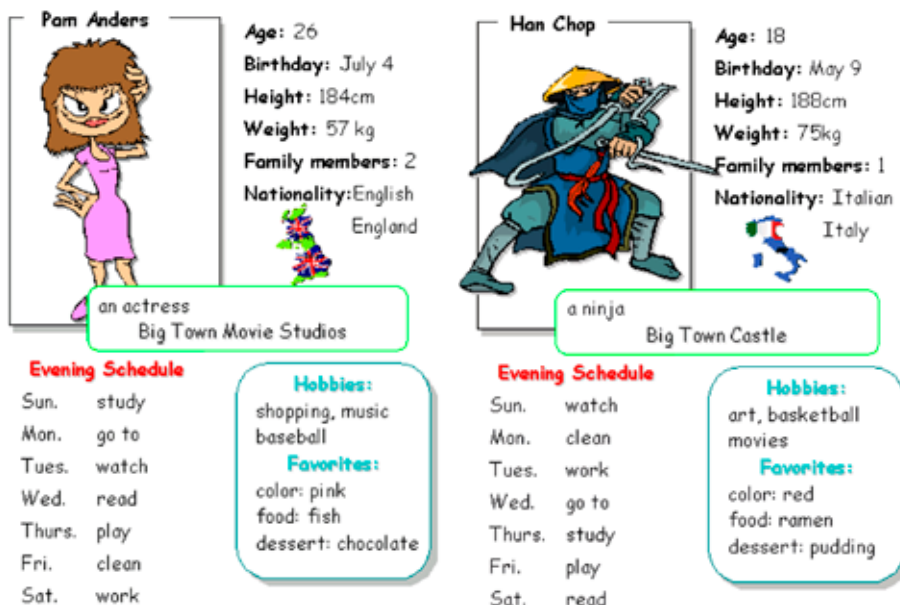 Pam Anders
Age: 26
Birthday: July 4
Height: 184cm
Weight: 57 kg
Family members: 2
Nationality:English
England
an actress
Big Town Movie Studios
Evening Schedule
Sun. study
Mon. go to
Tues. watch
Wed. read
Thurs. play
Fri. clean
Sat. work
Hobbies:
shopping, music
baseball
Favorites:
color: pink
food: fish
dessert: chocolate
Han Chop
Age: 18
Birthday: May 9
Height: 188cm
Weight: 75kg
Family members: 1
Nationality: Italian
Italy
a ninja
Big Town Castle
Evening Schedule
Sun. watch
Mon. clean
Tues. work
Wed. go to
Thurs. study
Fri. play
Sat. read
Hobbies:
art, basketball
movies
Favorites:
color: red
food: ramen
dessert: pudding